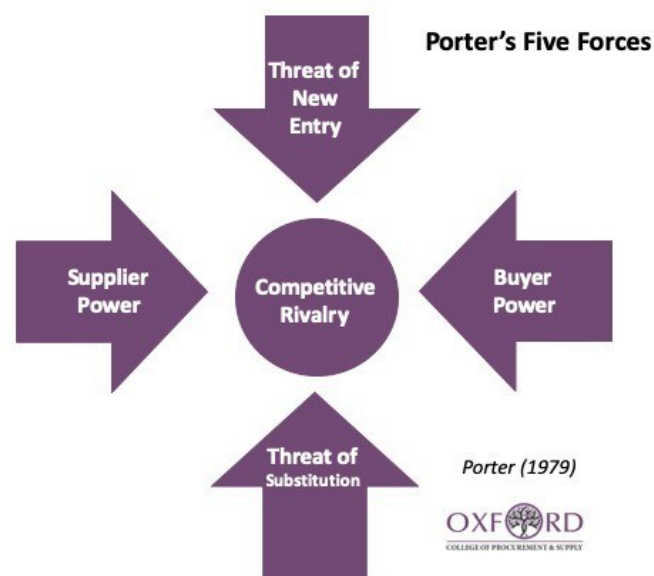 Porter's Five Forces
Threat of
New
Entry
Supplier
Power
Competitive
Rivalry
Buyer
Power
Threat of
Substitution
Porter (1979)
OXFORD
COLLEGE OF PROCUREMENT & SUPPLY